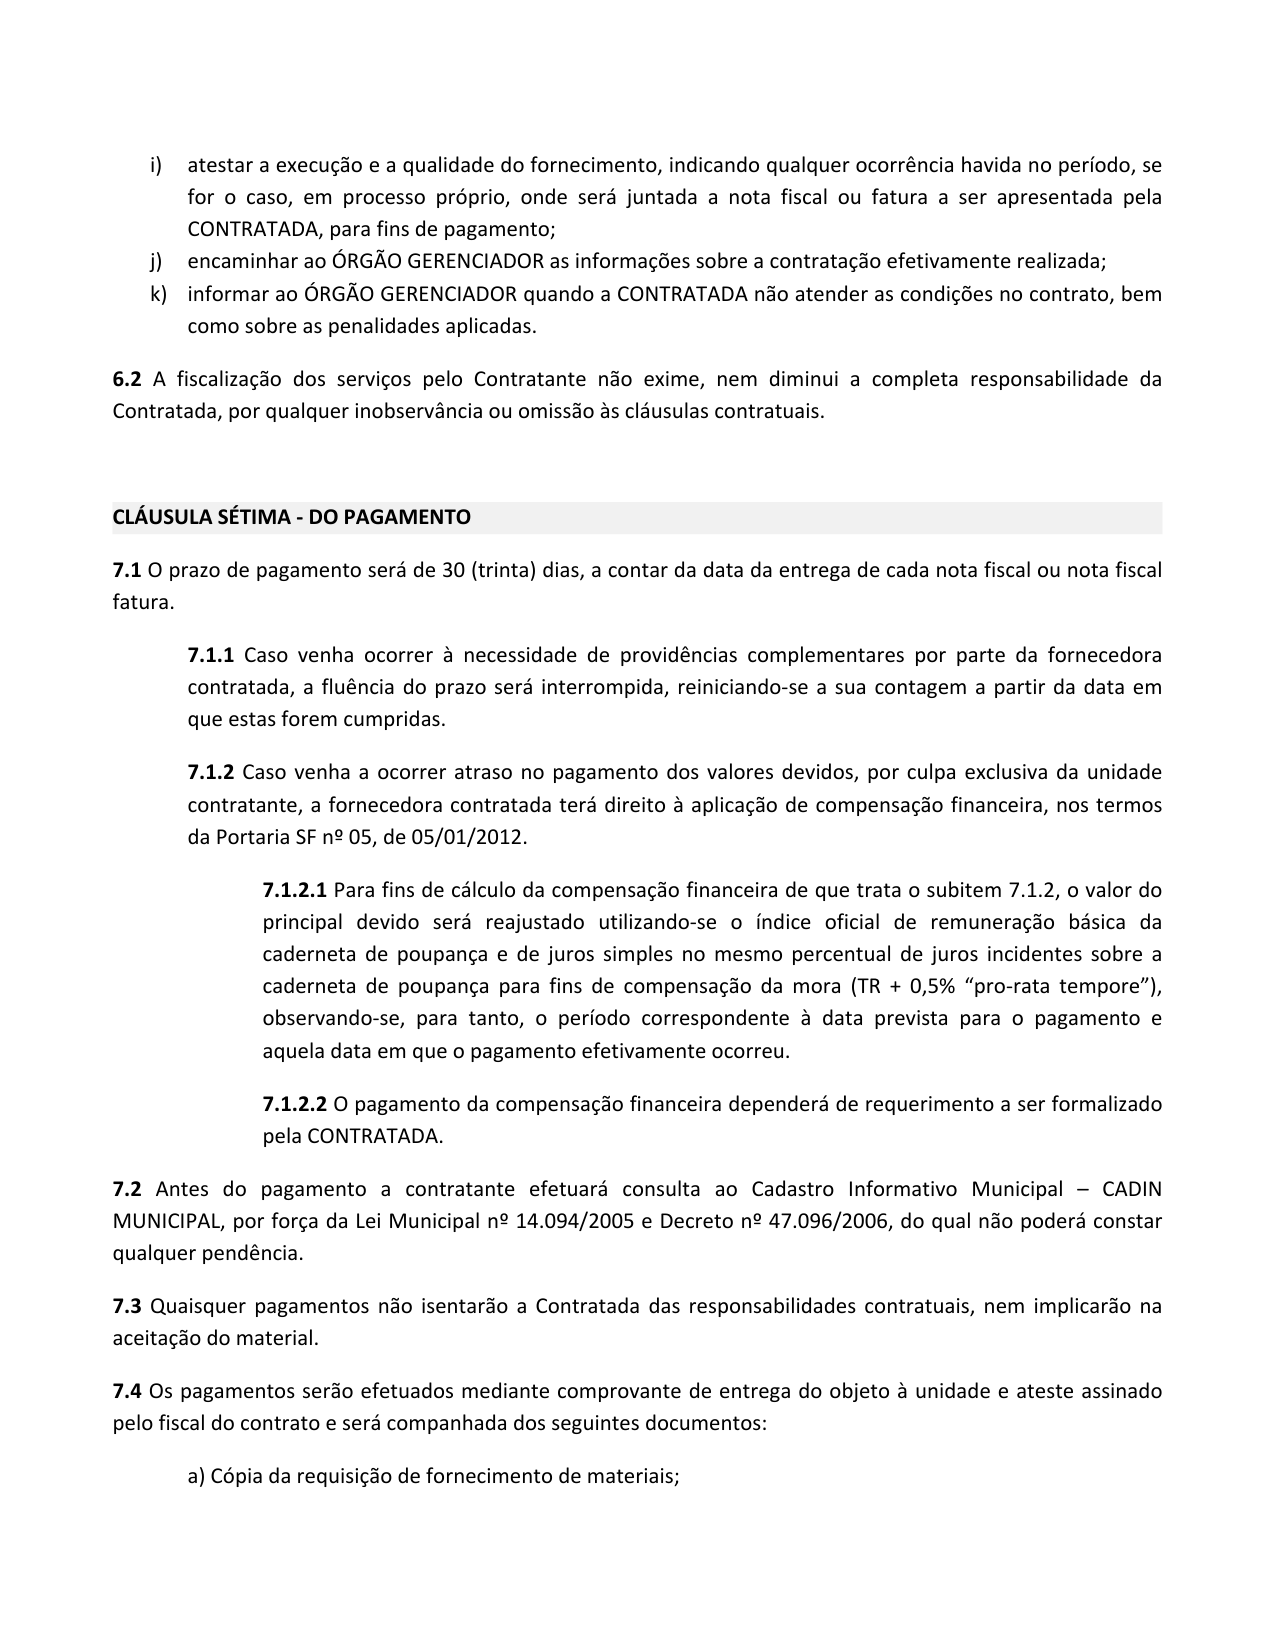 i) atestar a execução e a qualidade do fornecimento, indicando qualquer ocorrência havida no período, se
for o caso, em processo próprio, onde será juntada a nota fiscal ou fatura a ser apresentada pela
CONTRATADA, para fins de pagamento;
j) encaminhar ao ÓRGÃO GERENCIADOR as informações sobre a contratação efetivamente realizada;
k) informar ao ÓRGÃO GERENCIADOR quando a CONTRATADA não atender as condições no contrato, bem
como sobre as penalidades aplicadas.
6.2 A fiscalização dos serviços pelo Contratante não exime, nem diminui a completa responsabilidade da
Contratada, por qualquer inobservância ou omissão às cláusulas contratuais.
CLÁUSULA SÉTIMA - DO PAGAMENTO
7.1 O prazo de pagamento será de 30 (trinta) dias, a contar da data da entrega de cada nota fiscal ou nota fiscal
fatura.
7.1.1 Caso venha ocorrer à necessidade de providências complementares por parte da fornecedora
contratada, a fluência do prazo será interrompida, reiniciando-se a sua contagem a partir da data em
que estas forem cumpridas.
7.1.2 Caso venha a ocorrer atraso no pagamento dos valores devidos, por culpa exclusiva da unidade
contratante, a fornecedora contratada terá direito à aplicação de compensação financeira, nos termos
da Portaria SF nº 05, de 05/01/2012.
7.1.2.1 Para fins de cálculo da compensação financeira de que trata o subitem 7.1.2, o valor do
principal devido será reajustado utilizando-se o índice oficial de remuneração básica da
caderneta de poupança e de juros simples no mesmo percentual de juros incidentes sobre a
caderneta de poupança para fins de compensação da mora (TR + 0,5% “pro-rata tempore”),
observando-se, para tanto, o período correspondente à data prevista para o pagamento e
aquela data em que o pagamento efetivamente ocorreu.
7.1.2.2 O pagamento da compensação financeira dependerá de requerimento a ser formalizado
pela CONTRATADA.
7.2 Antes do pagamento a contratante efetuará consulta ao Cadastro Informativo Municipal – CADIN
MUNICIPAL, por força da Lei Municipal nº 14.094/2005 e Decreto nº 47.096/2006, do qual não poderá constar
qualquer pendência.
7.3 Quaisquer pagamentos não isentarão a Contratada das responsabilidades contratuais, nem implicarão na
aceitação do material.
7.4 Os pagamentos serão efetuados mediante comprovante de entrega do objeto à unidade e ateste assinado
pelo fiscal do contrato e será companhada dos seguintes documentos:
a) Cópia da requisição de fornecimento de materiais;